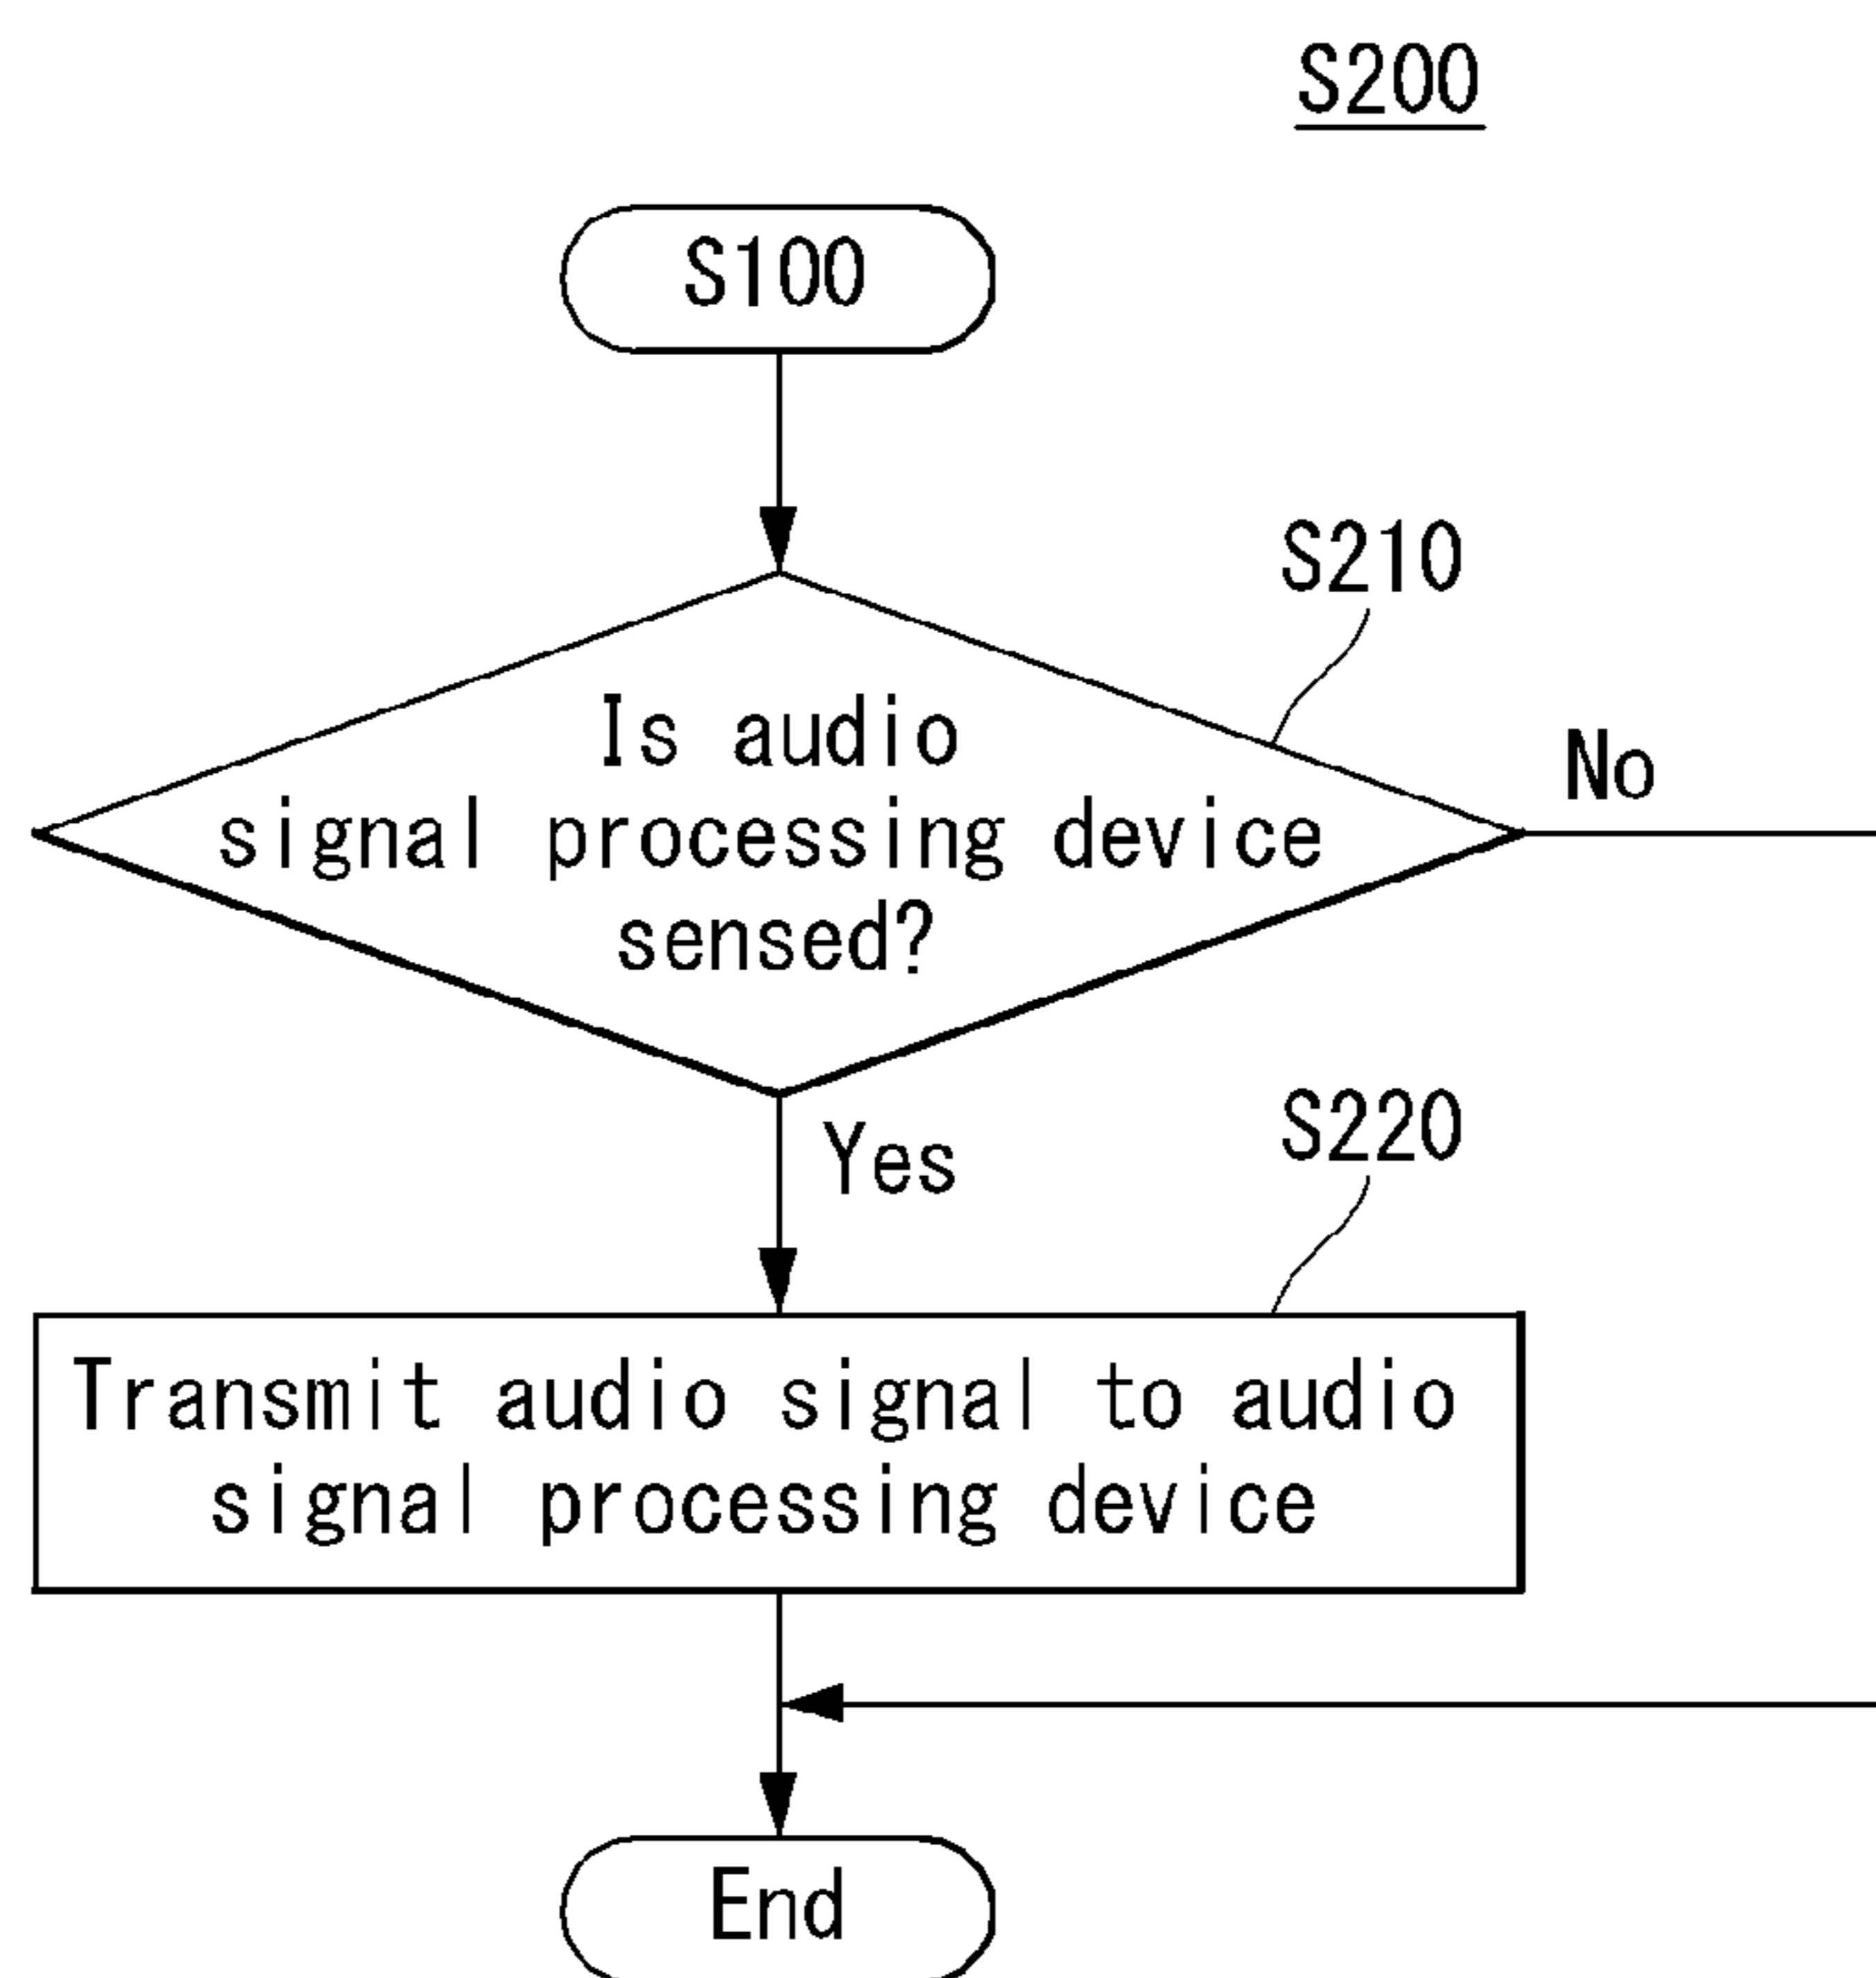 S200
S100
S210
Is audio
signal processing device
sensed?
No
Yes
S220
Transmit audio signal to audio
signal processing device
End